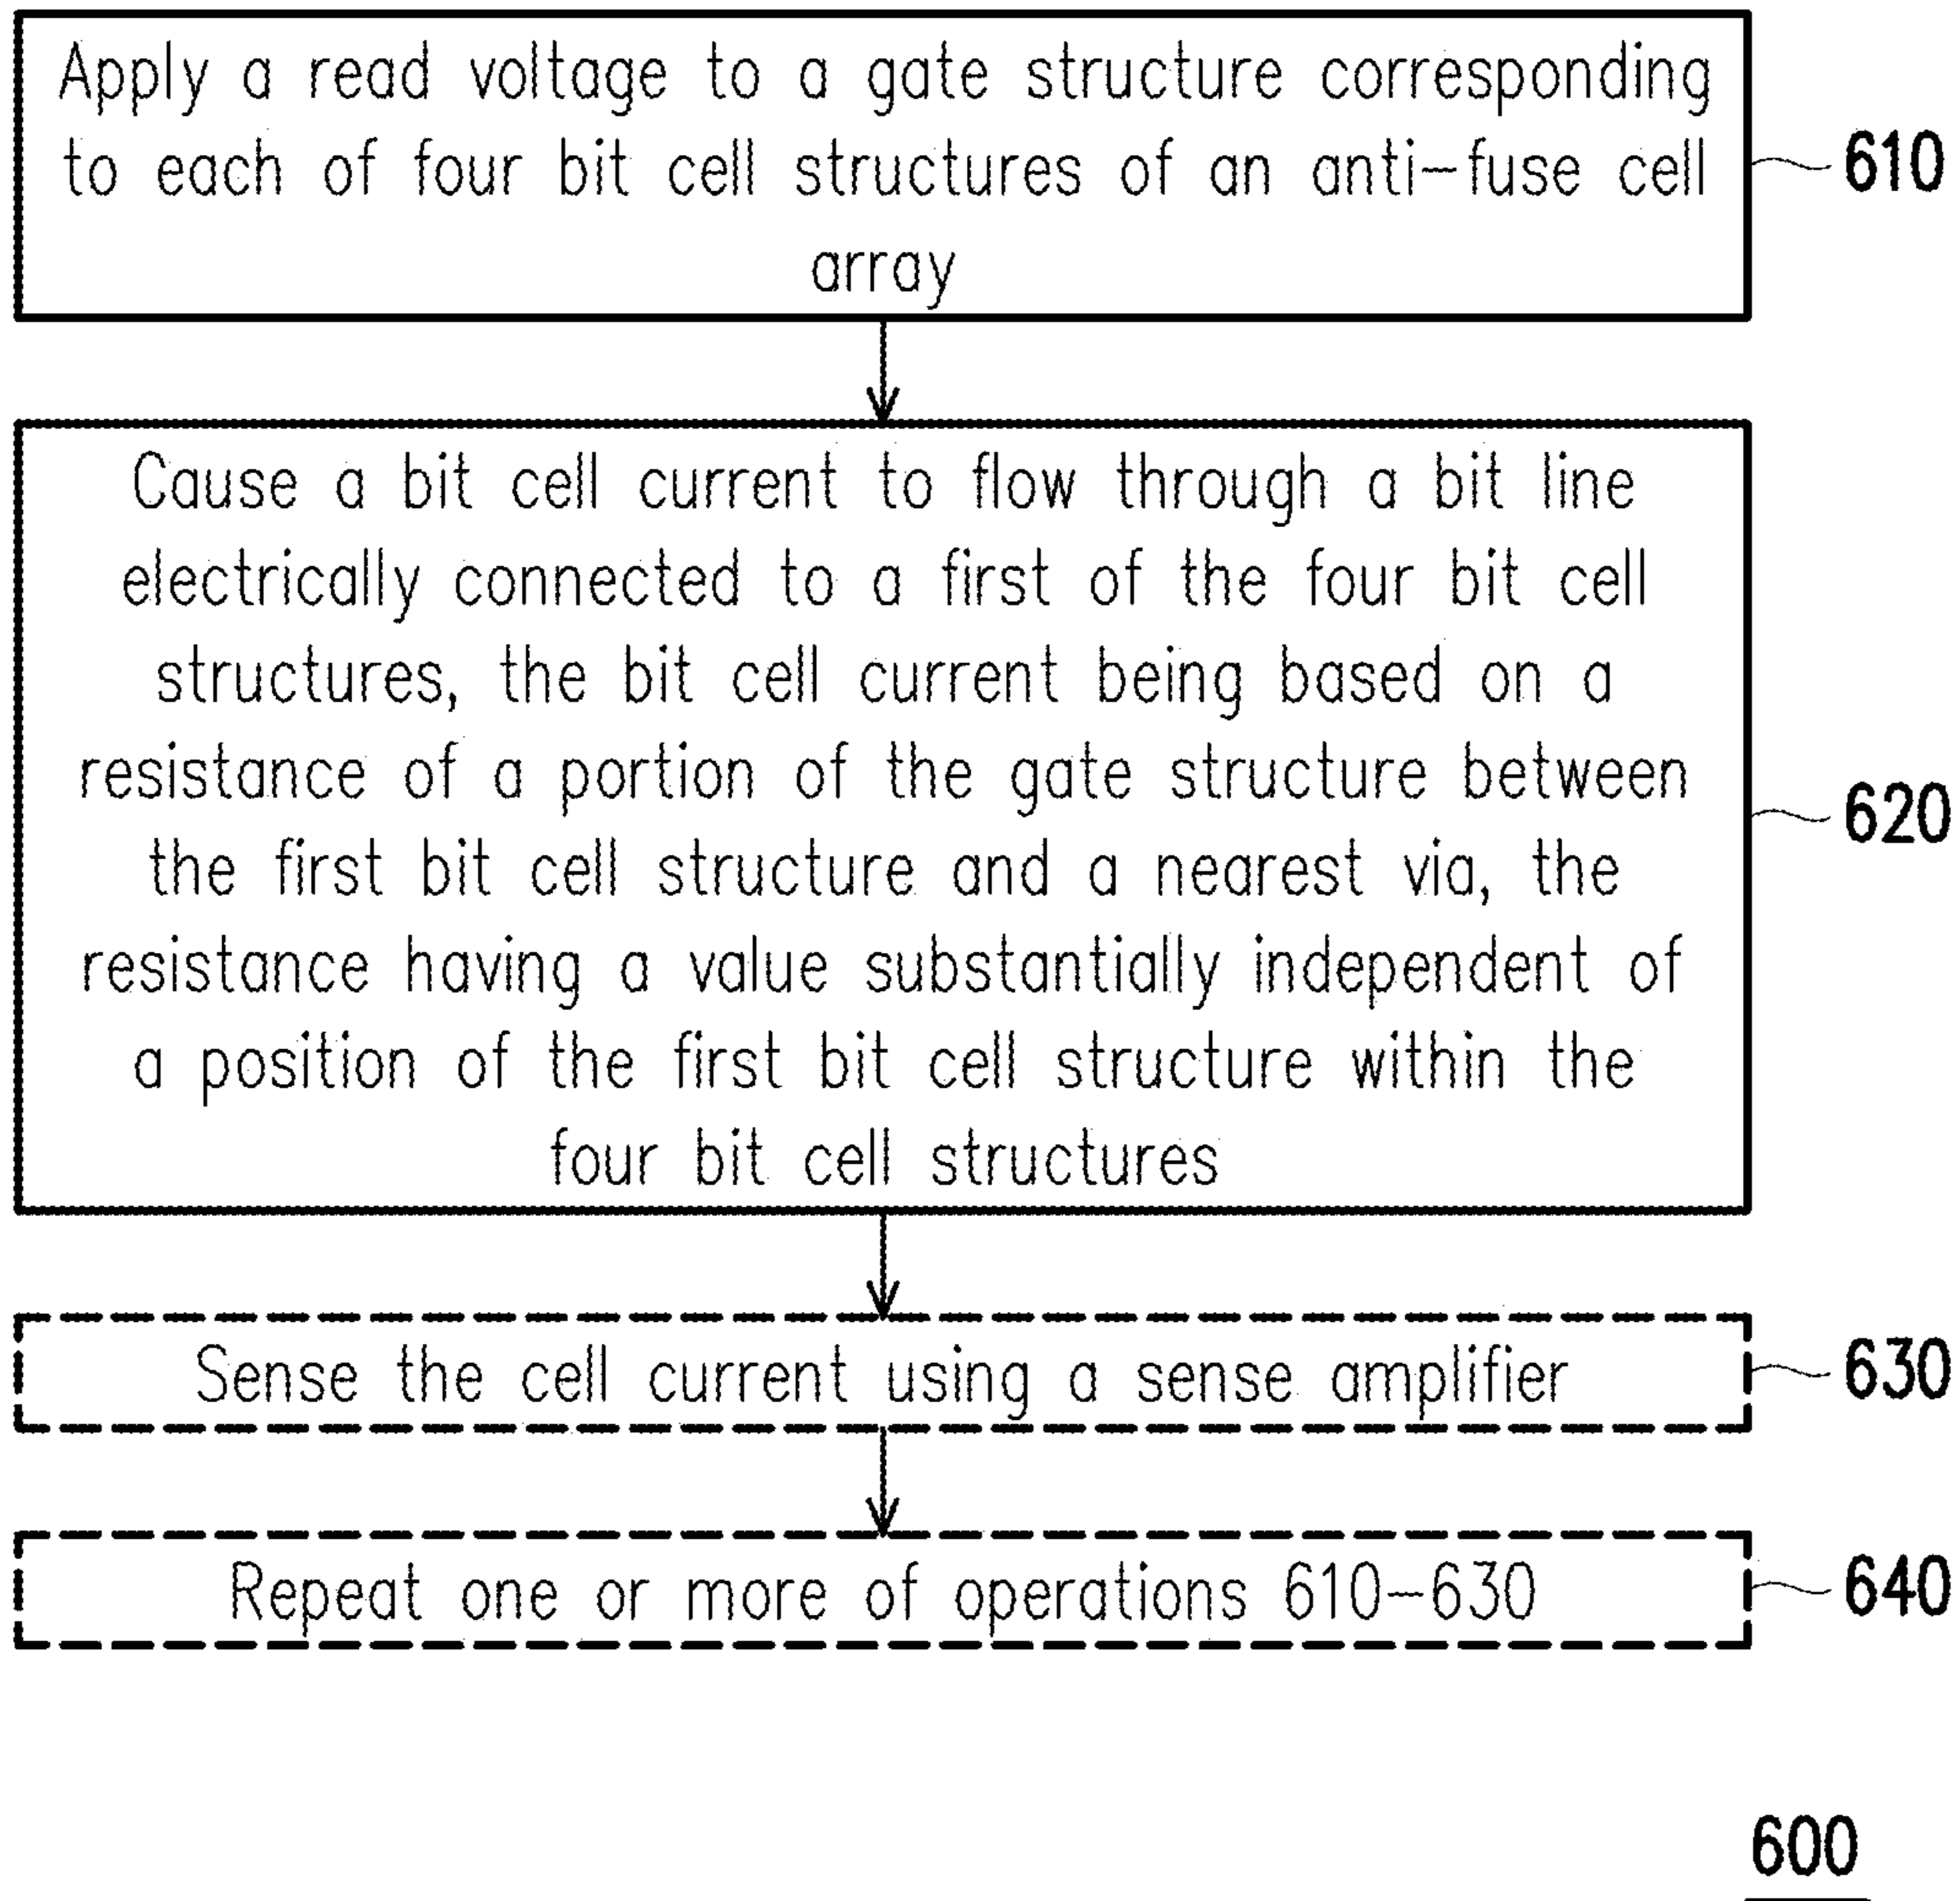 Apply a read voltage to a gate structure corresponding
to each of four bit cell structures of an anti-fuse cell
array
610
Cause a bit cell current to flow through a bit line
electrically connected to a first of the four bit cell
structures, the bit cell current being based on a
resistance of a portion of the gate structure between
the first bit cell structure and a nearest via, the
resistance having a value substantially independent of
a position of the first bit cell structure within the
four bit cell structures
620
Sense the cell current using a sense amplifier
630
Repeat one or more of operations 610-630
640
600